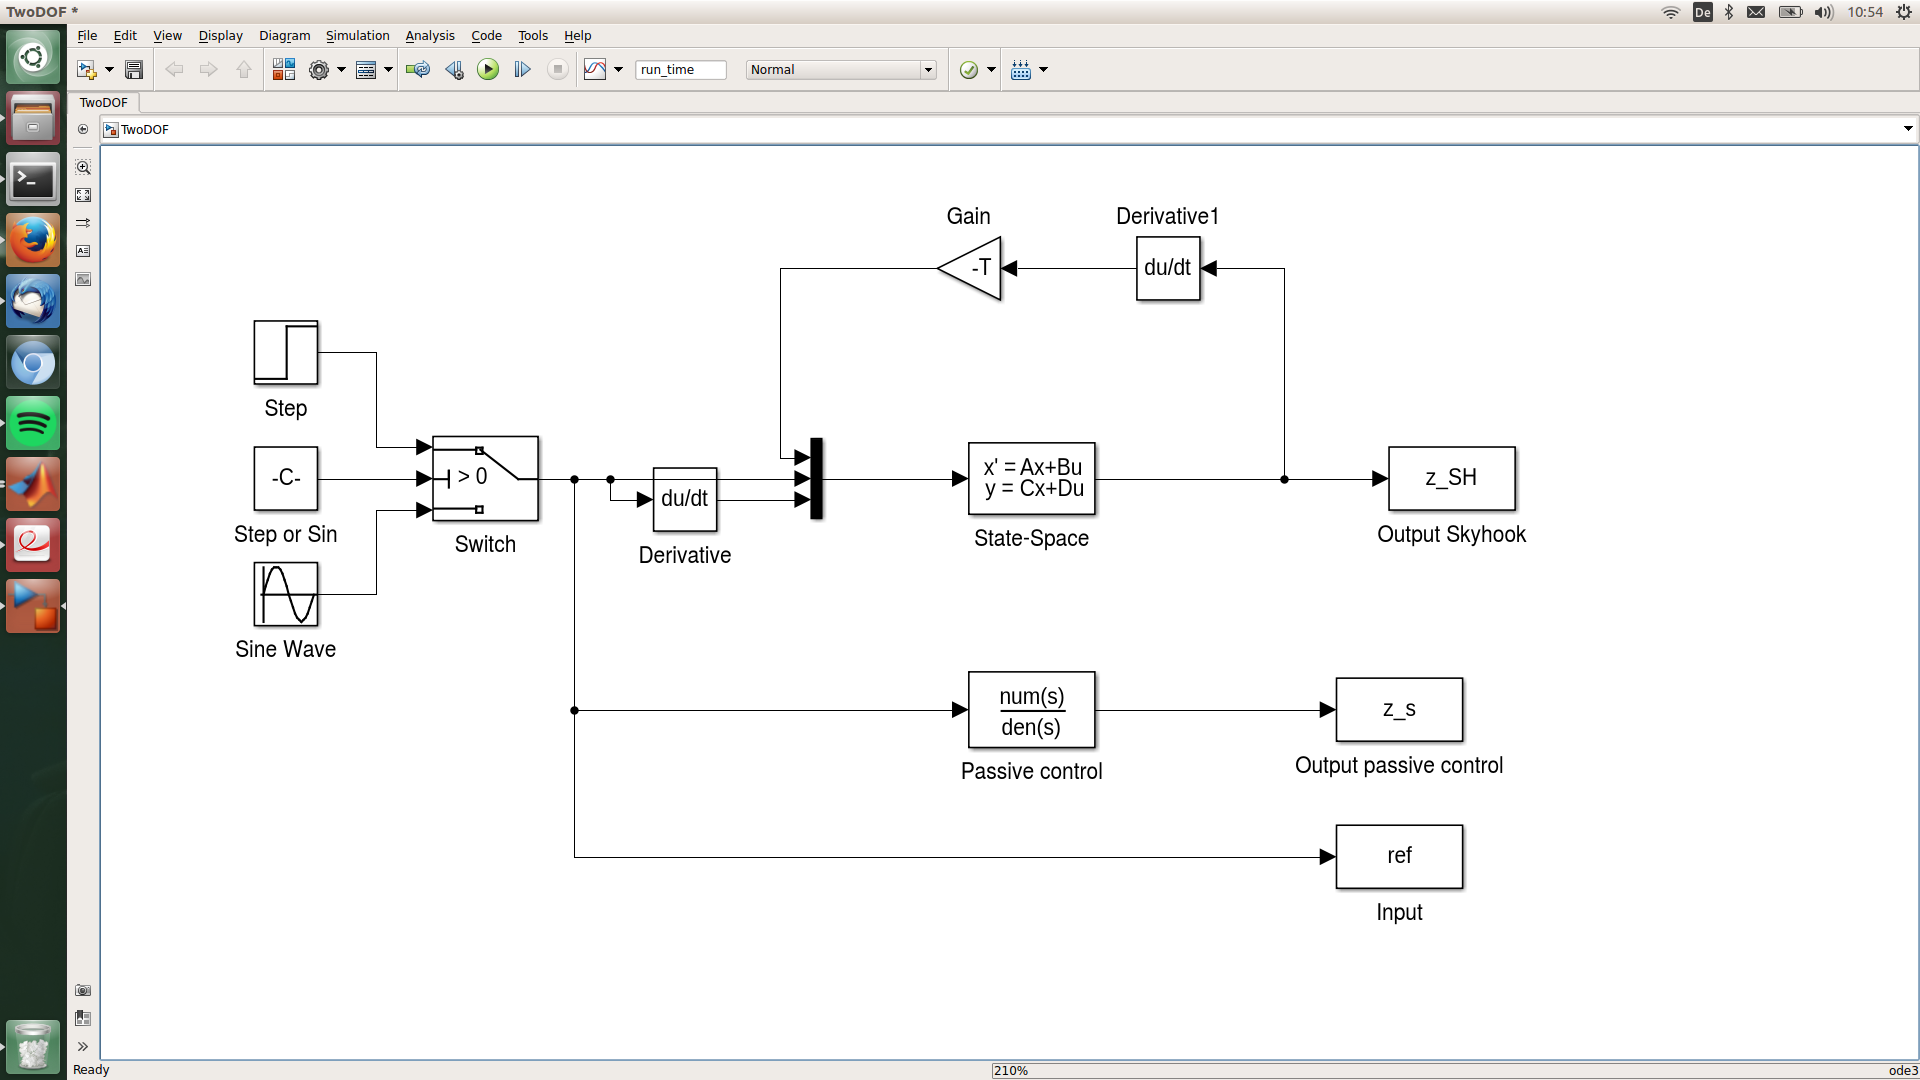 TwoDOF *
De
10:54
File Edit View Display Diagram Simulation Analysis Code Tools Help
run_time
Normal
TwoDOF
TwoDOF
Gain
Derivative1
-T
du/dt
Step
-C-
Step or Sin
> 0
Switch
Sine Wave
du/dt
Derivative
x' = Ax+Bu
y = Cx+Du
State-Space
z_SH
Output Skyhook
num(s)
den(s)
Passive control
z_s
Output passive control
ref
Input
Ready
210%
ode3